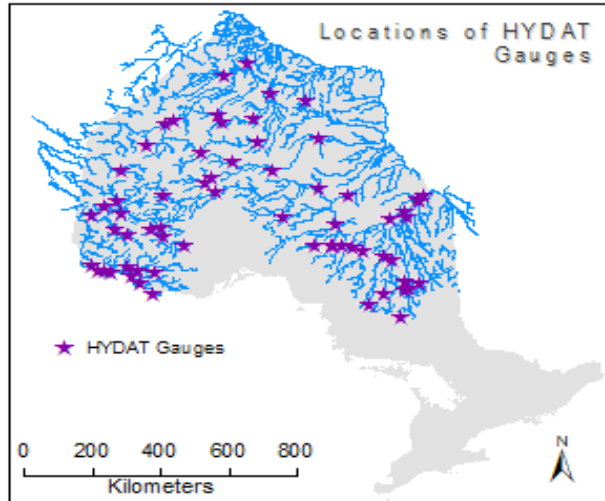 Locations of HYDAT
Gauges
HYDAT Gauges
0 200 400 600 800
Kilometers
N